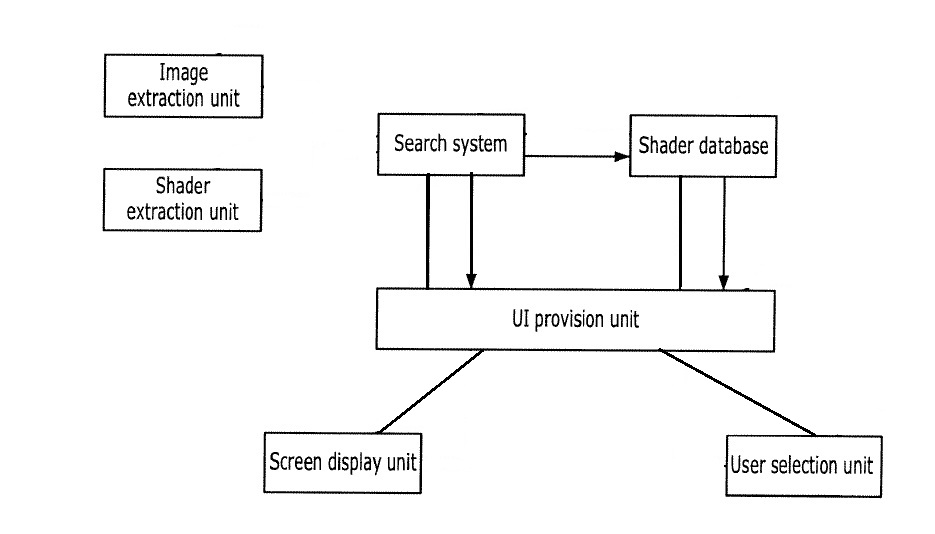 Image
extraction unit
Shader
extraction unit
Search system
Shader database
UI provision unit
Screen display unit
User selection unit